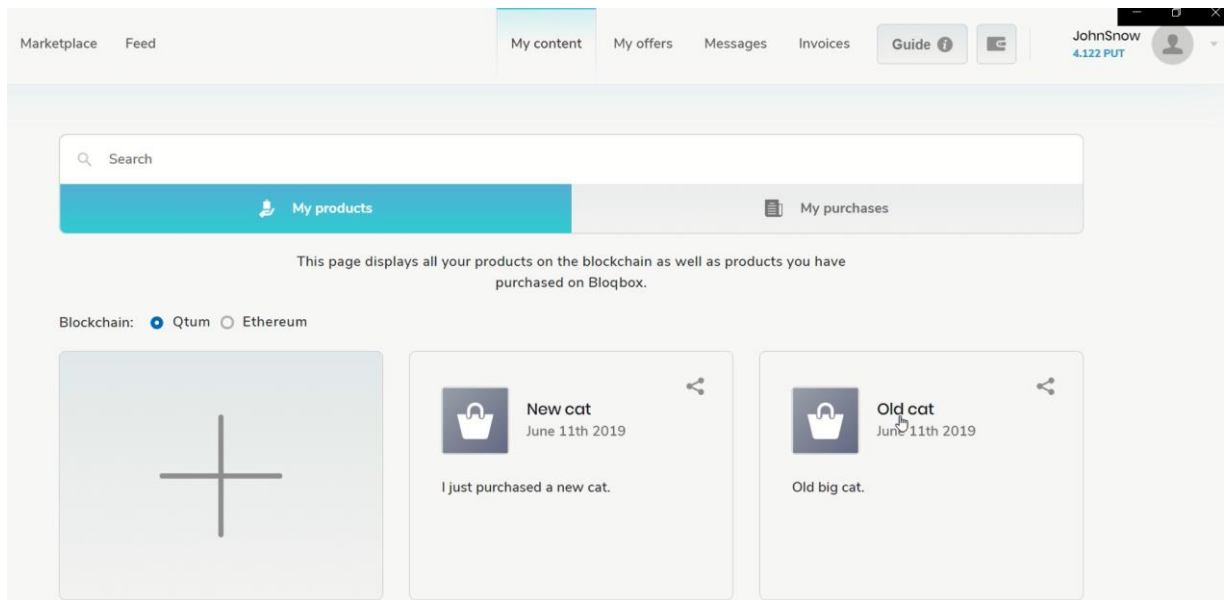 Marketplace Feed My content My offers Messages Invoices Guide i JohnSnow
4.122 PUT
Search
My products My purchases
This page displays all your products on the blockchain as well as products you have
purchased on Bloqbox.
Blockchain: Qtum Ethereum
New cat
June 11th 2019
I just purchased a new cat.
Old cat
June 11th 2019
Old big cat.